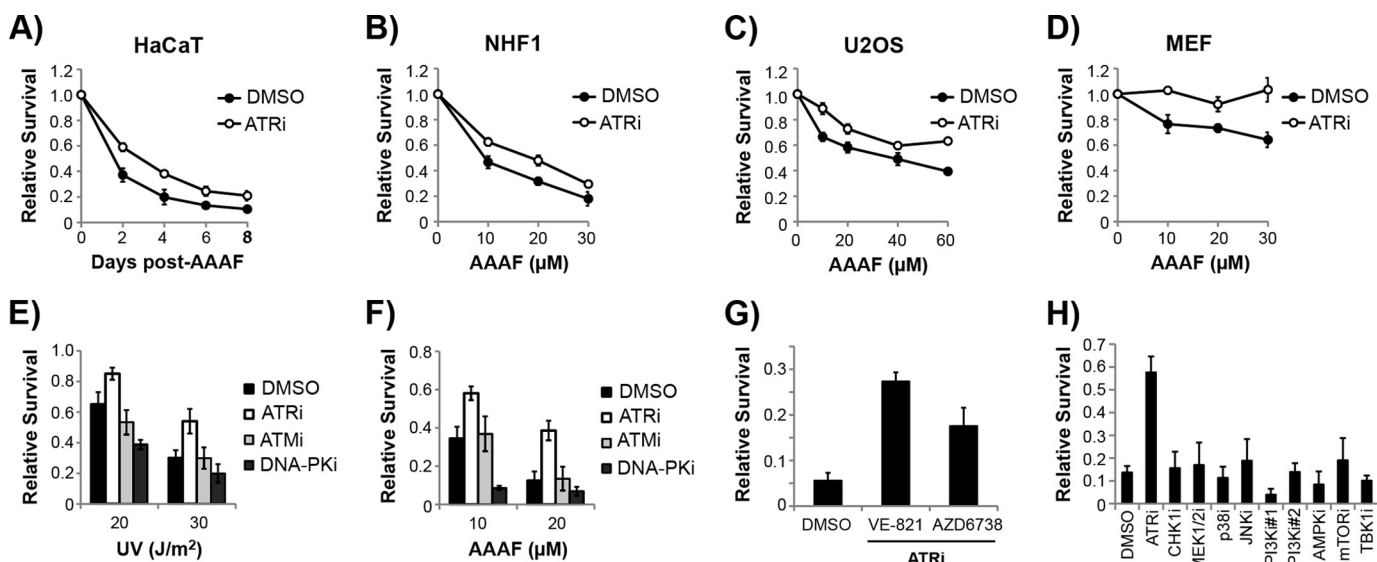 A)
HaCaT
Relative Survival
1.2
1.0
0.8
0.6
0.4
0.2
0
0 2 4 6 8
Days post-AAAF
DMSO
ATRi
B)
NHF1
Relative Survival
1.2
1.0
0.8
0.6
0.4
0.2
0
0 10 20 30
AAAF (µM)
DMSO
ATRi
C)
U2OS
Relative Survival
1.2
1.0
0.8
0.6
0.4
0.2
0
0 10 20 40 60
AAAF (µM)
DMSO
ATRi
D)
MEF
Relative Survival
1.2
1.0
0.8
0.6
0.4
0.2
0
0 10 20 30
AAAF (µM)
DMSO
ATRi
E)
Relative Survival
1.0
0.8
0.6
0.4
0.2
0
20 30
UV (J/m²)
DMSO
ATRi
ATMi
DNA-PKi
F)
Relative Survival
0.8
0.6
0.4
0.2
0
10 20
AAAF (µM)
DMSO
ATRi
ATMi
DNA-PKi
G)
Relative Survival
0.3
0.2
0.1
0
DMSO VE-821 AZD6738
ATRi
H)
Relative Survival
0.7
0.6
0.5
0.4
0.3
0.2
0.1
0
DMSO
ATRi
CHK1i
MEK1/2i
p38i
JNKi
PI3Ki#1
PI3Ki#2
AMPKi
mTORi
TBK1i